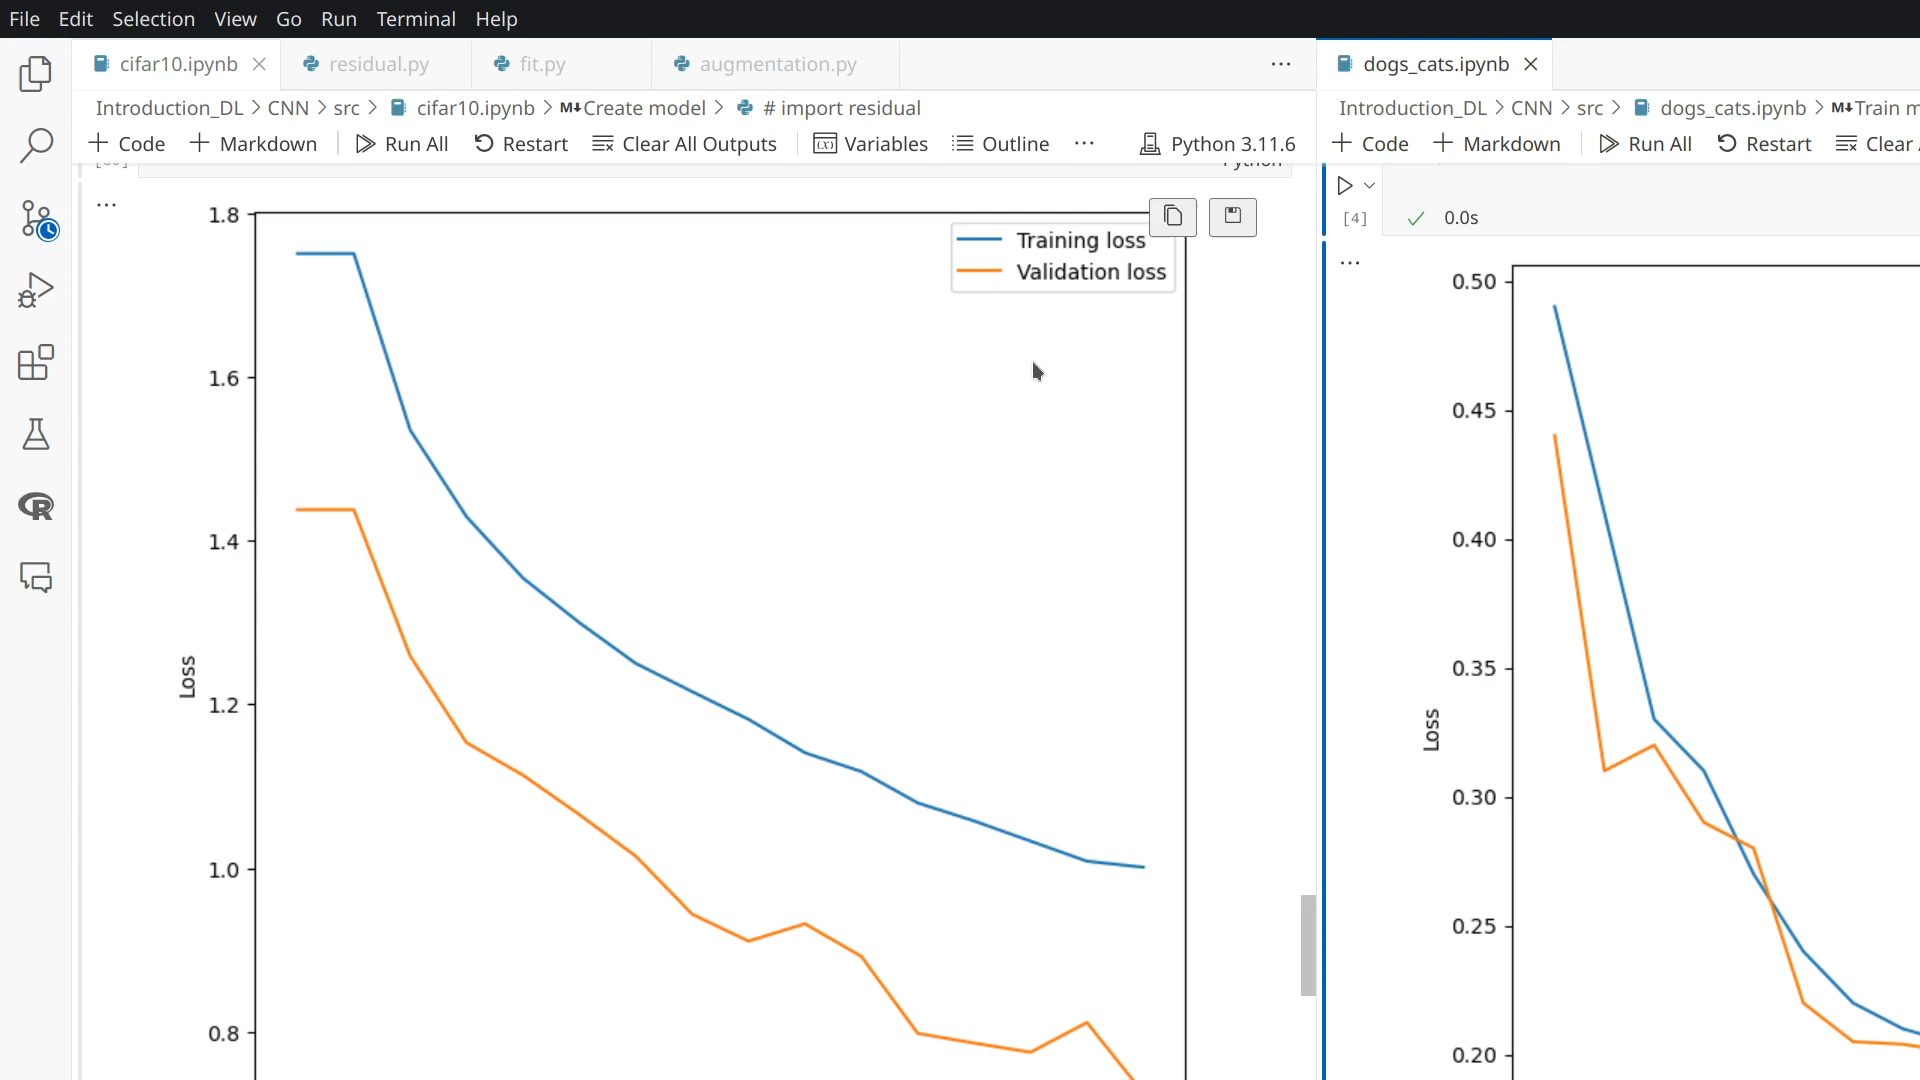 File Edit Selection View Go Run Terminal Help
cifar10.ipynb residual.py fit.py augmentation.py ... dogs_cats.ipynb
Introduction_DL > CNN > src > cifar10.ipynb > M↓Create model > # import residual
Introduction_DL > CNN > src > dogs_cats.ipynb > M↓Train m
+ Code + Markdown Run All Restart Clear All Outputs (x) Variables Outline ... Python 3.11.6
+ Code + Markdown Run All Restart Clear
Python
...
1.8
Training loss
Validation loss
1.6
1.4
Loss
1.2
1.0
0.8
R
[4] 0.0s
...
0.50
0.45
0.40
0.35
Loss
0.30
0.25
0.20